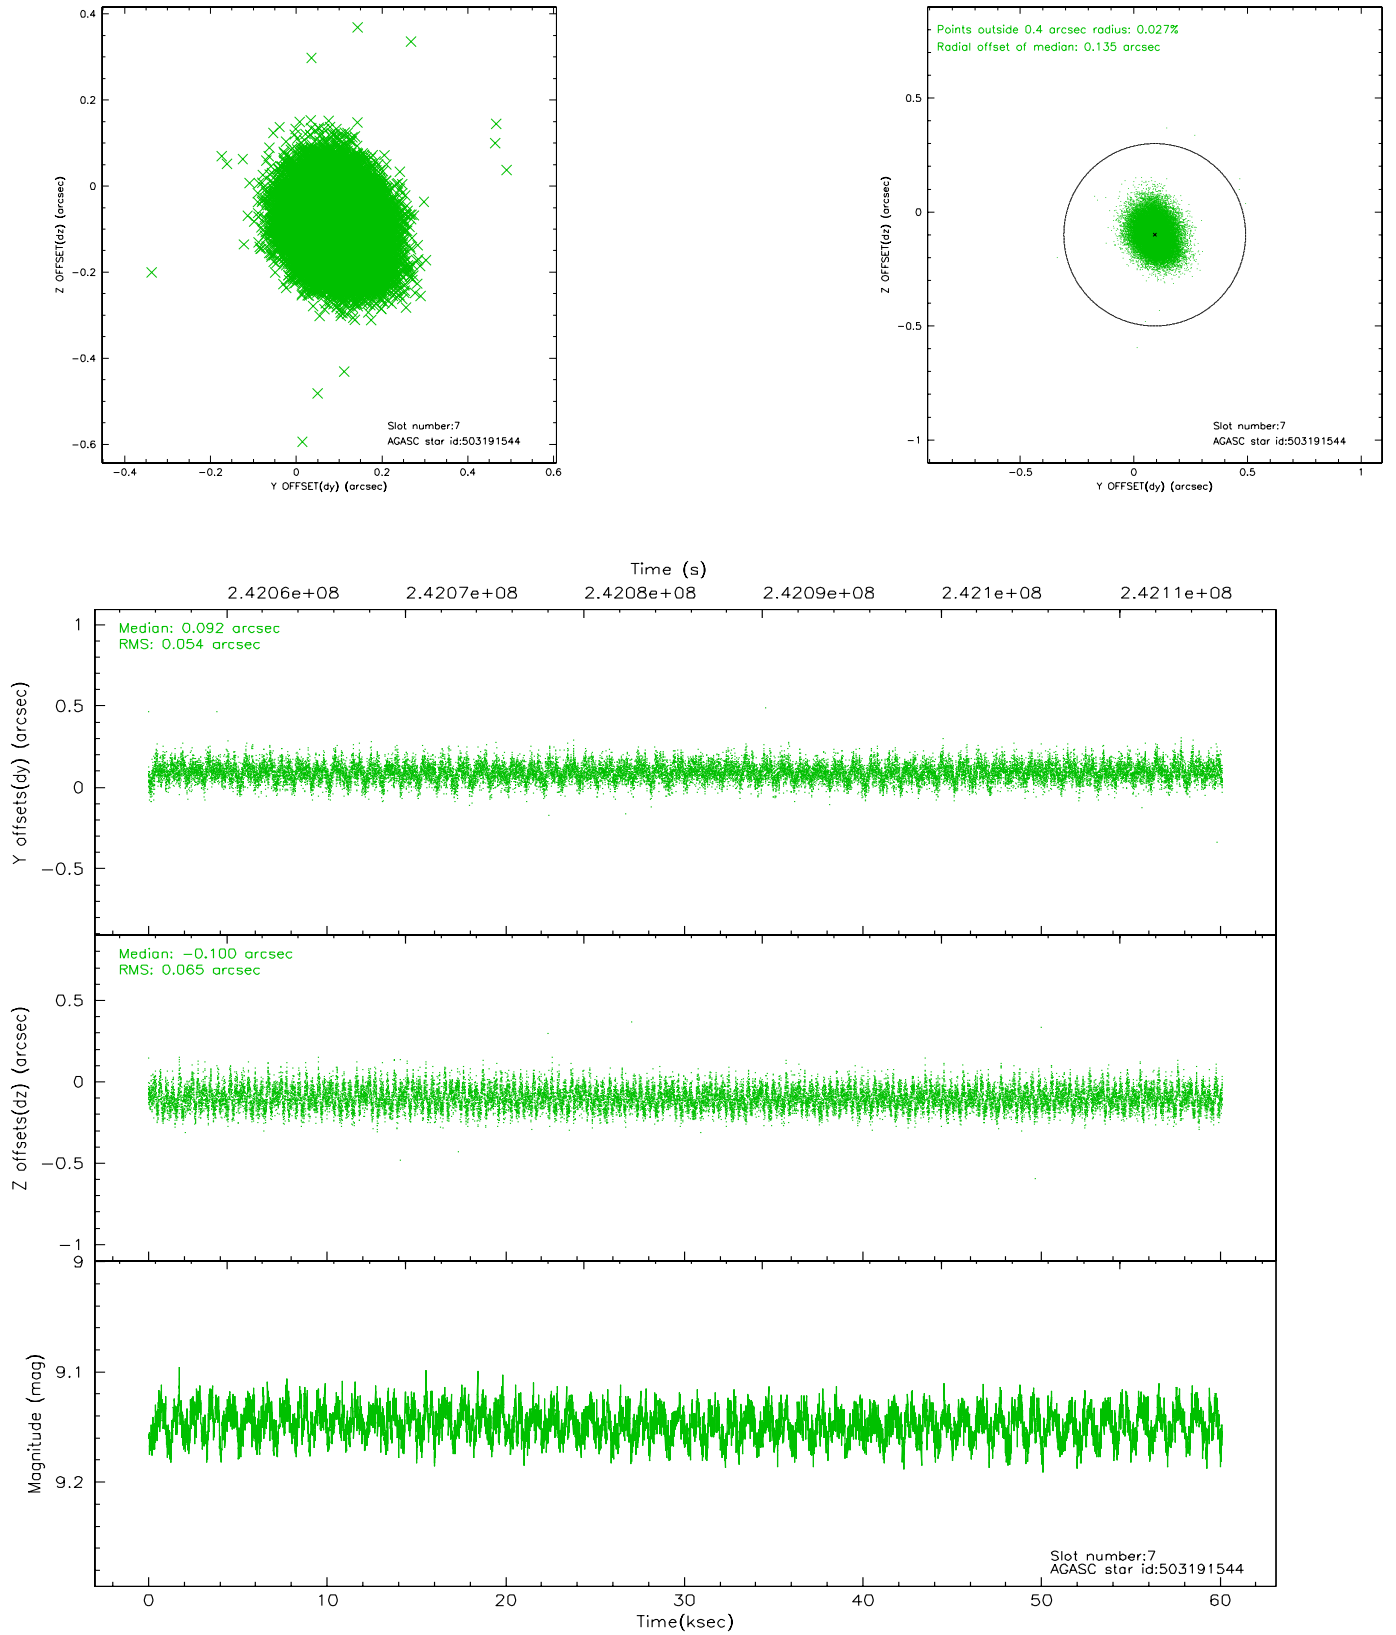 0.4
0.2
0
−0.2
−0.4
−0.6
Z OFFSET(dz) (arcsec)
Slot number:7
AGASC star id:503191544
−0.4 −0.2 0 0.2 0.4 0.6
Y OFFSET(dy) (arcsec)
Points outside 0.4 arcsec radius: 0.027%
Radial offset of median: 0.135 arcsec
0.5
0
−0.5
−1
Z OFFSET(dz) (arcsec)
Slot number:7
AGASC star id:503191544
−0.5 0 0.5 1
Y OFFSET(dy) (arcsec)
Time (s)
2.4206e+08 2.4207e+08 2.4208e+08 2.4209e+08 2.421e+08 2.4211e+08
Median: 0.092 arcsec
RMS: 0.054 arcsec
1
0.5
0
−0.5
Y offsets(dy) (arcsec)
Median: −0.100 arcsec
RMS: 0.065 arcsec
0.5
0
−0.5
−1
Z offsets(dz) (arcsec)
9
9.1
9.2
Magnitude (mag)
Slot number:7
AGASC star id:503191544
0 10 20 30 40 50 60
Time(ksec)